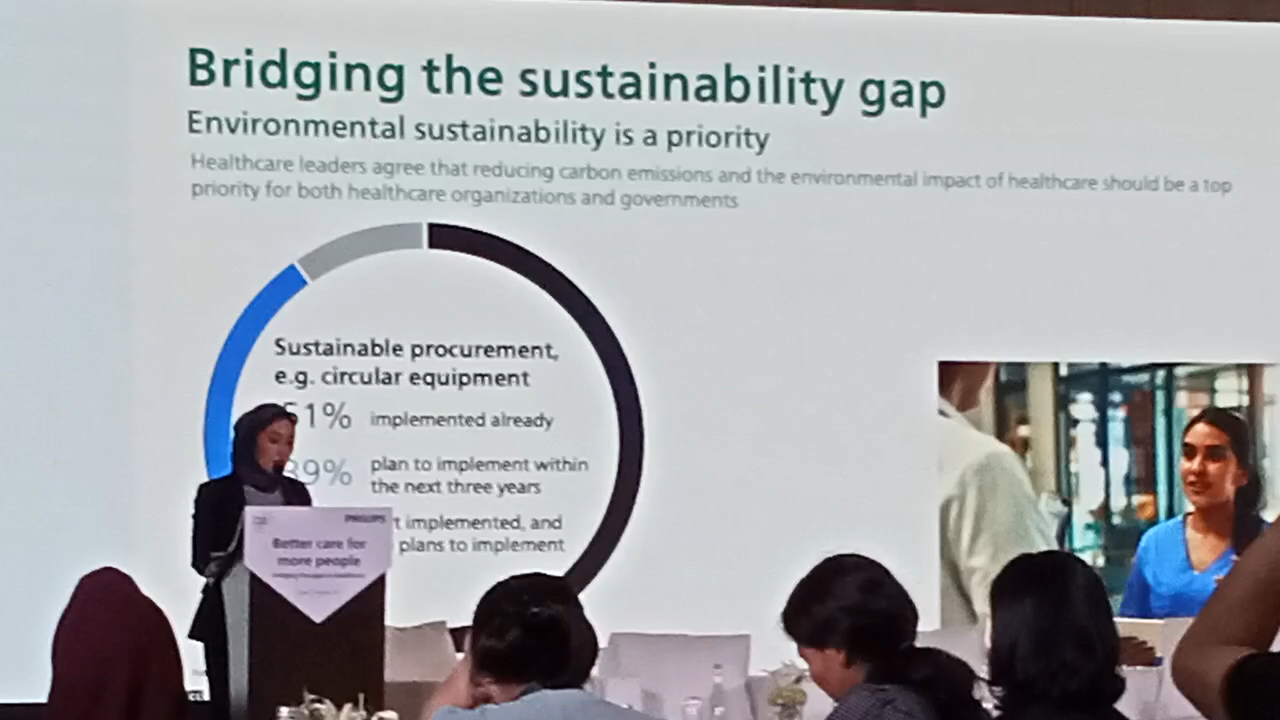 Bridging the sustainability gap
Environmental sustainability is a priority
Healthcare leaders agree that reducing carbon emissions and the environmental impact of healthcare should be a top
priority for both healthcare organizations and governments
Sustainable procurement,
e.g. circular equipment
51% implemented already
39% plan to implement within
the next three years
implemented, and
plans to implement
PHILIPS
Better care for
more people